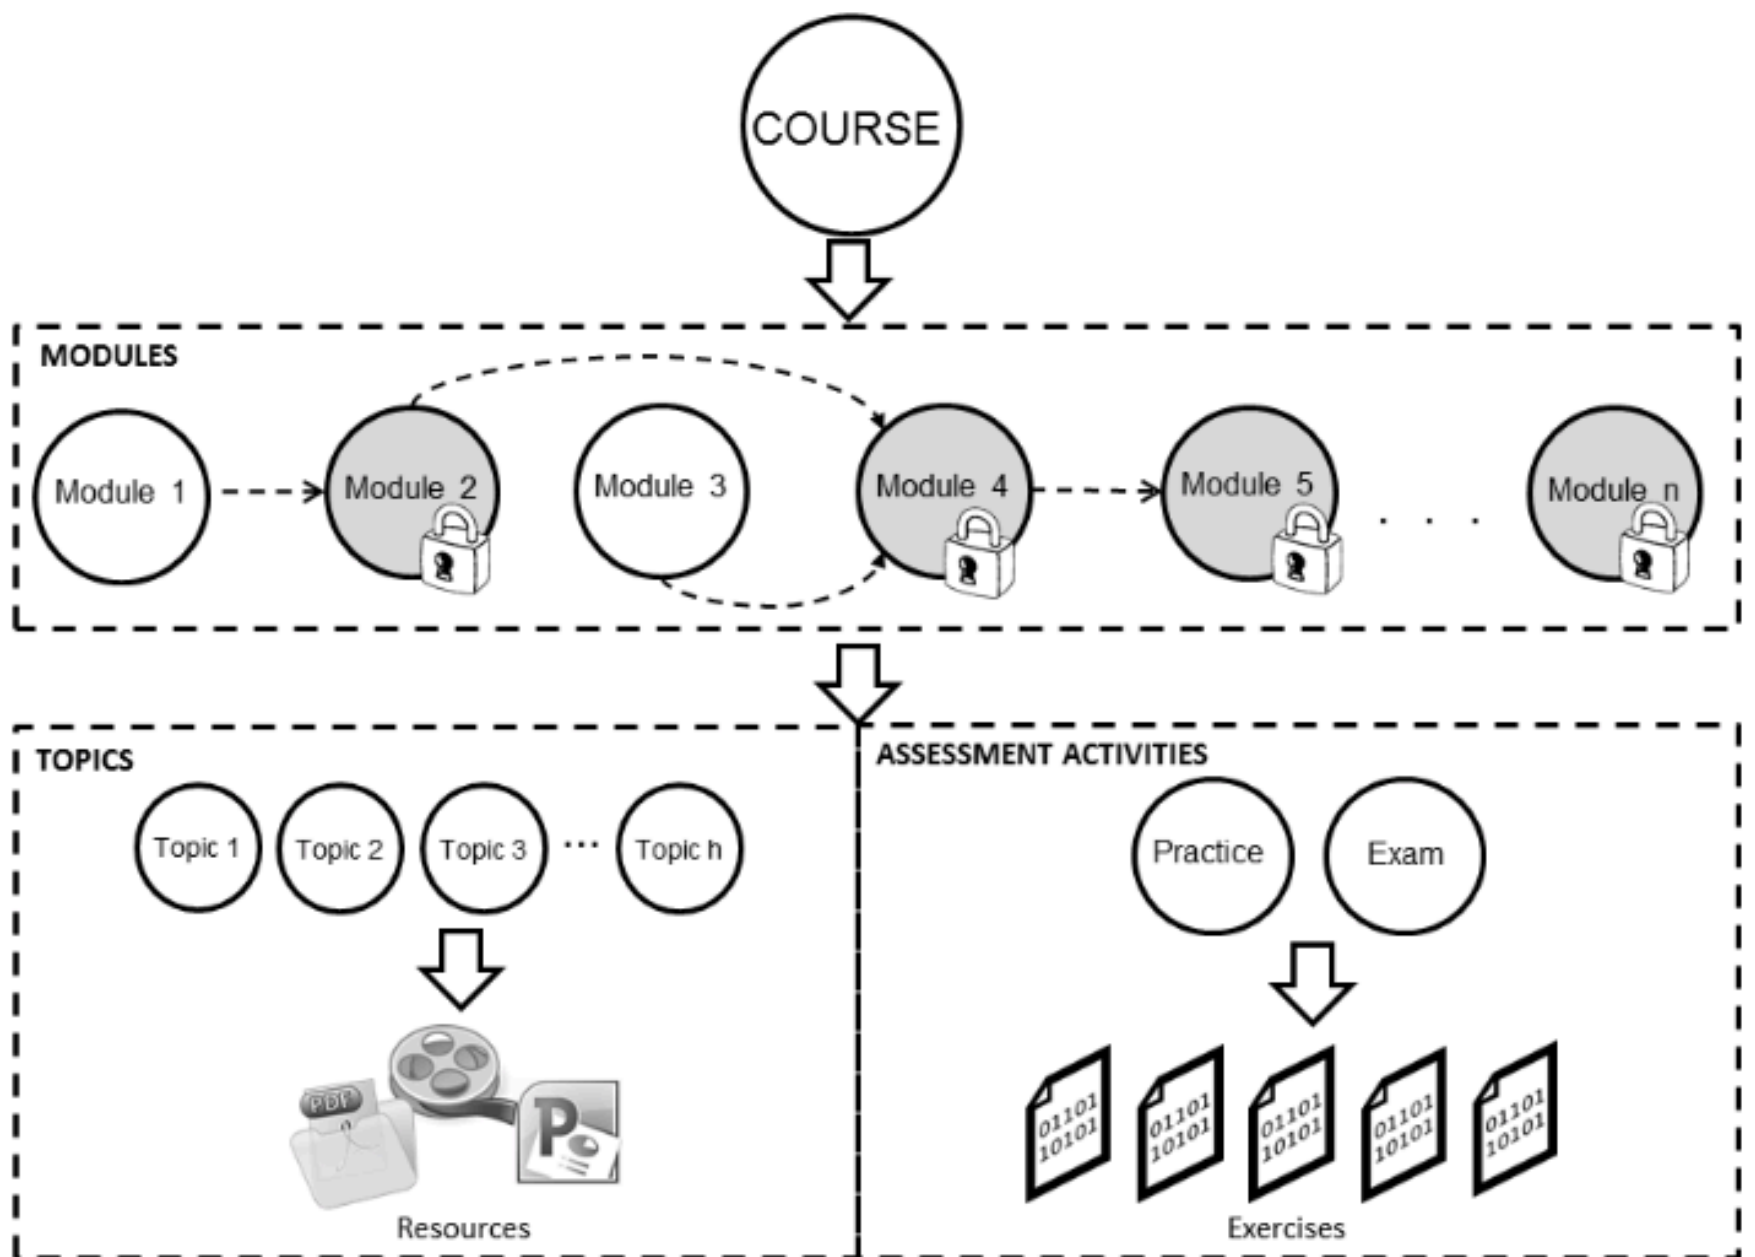 COURSE
MODULES
Module 1
Module 2
Module 3
Module 4
Module 5
. . .
Module n
TOPICS
Topic 1
Topic 2
Topic 3
...
Topic h
PDF
P
Resources
ASSESSMENT ACTIVITIES
Practice
Exam
01101
10101
01101
10101
01101
10101
01101
10101
01101
10101
Exercises